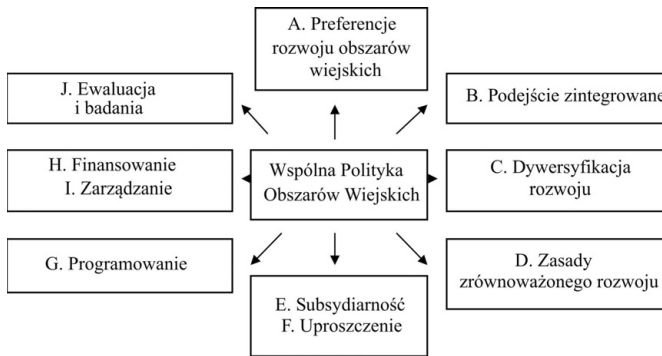 A. Preferencje
rozwoju obszarów
wiejskich
J. Ewaluacja
i badania
B. Podejście zintegrowane
H. Finansowanie
I. Zarządzanie
Wspólna Polityka
Obszarów Wiejskich
C. Dywersyfikacja
rozwoju
G. Programowanie
E. Subsydiarność
F. Uproszczenie
D. Zasady
zrównoważonego rozwoju